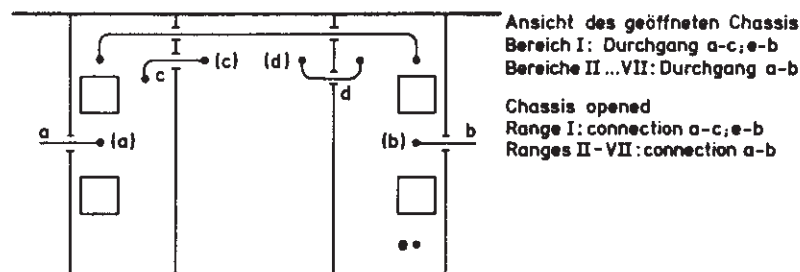 Ansicht des geöffneten Chassis
Bereich I: Durchgang a-c; e-b
Bereiche II...VII: Durchgang a-b
Chassis opened
Range I: connection a-c; e-b
Ranges II-VII: connection a-b
(c)
(d)
c
d
a
(a)
(b)
b